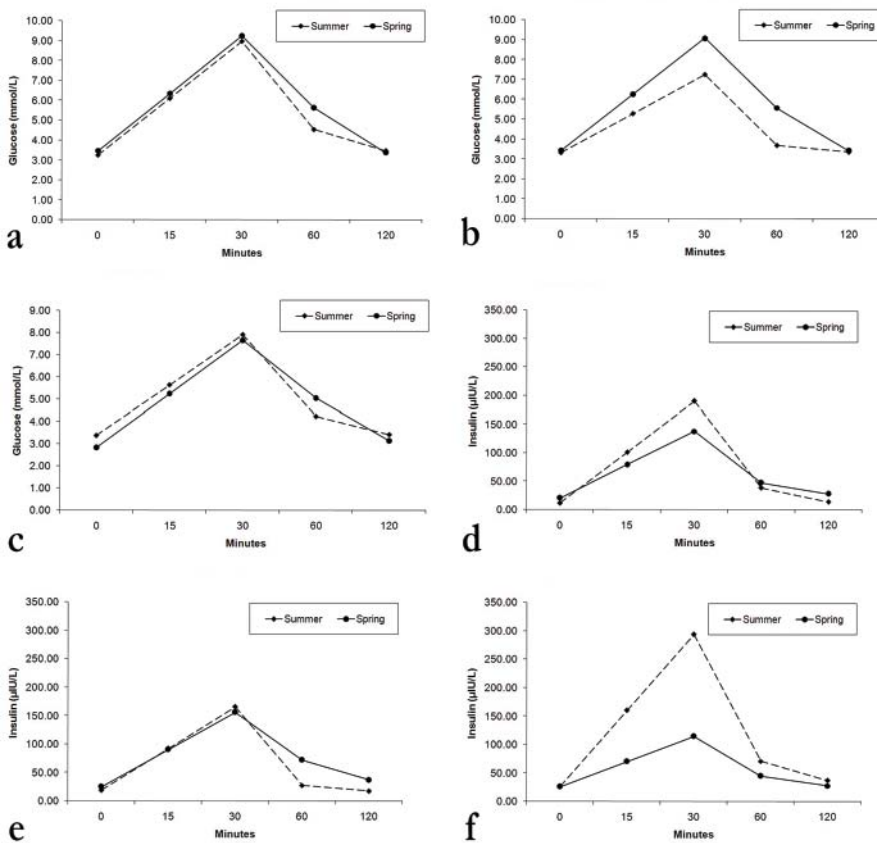 Summer Spring
10.00
9.00
8.00
7.00
6.00
5.00
4.00
3.00
2.00
1.00
0.00
Glucose (mmol/L)
0 15 30 60 120
Minutes
a
Summer Spring
10.00
9.00
8.00
7.00
6.00
5.00
4.00
3.00
2.00
1.00
0.00
Glucose (mmol/L)
0 15 30 60 120
Minutes
b
Summer Spring
9.00
8.00
7.00
6.00
5.00
4.00
3.00
2.00
1.00
0.00
Glucose (mmol/L)
0 15 30 60 120
Minutes
c
Summer Spring
350.00
300.00
250.00
200.00
150.00
100.00
50.00
0.00
Insulin (µIU/L)
0 15 30 60 120
Minutes
d
Summer Spring
350.00
300.00
250.00
200.00
150.00
100.00
50.00
0.00
Insulin (µIU/L)
0 15 30 60 120
Minutes
e
Summer Spring
350.00
300.00
250.00
200.00
150.00
100.00
50.00
0.00
Insulin (µIU/L)
0 15 30 60 120
Minutes
f